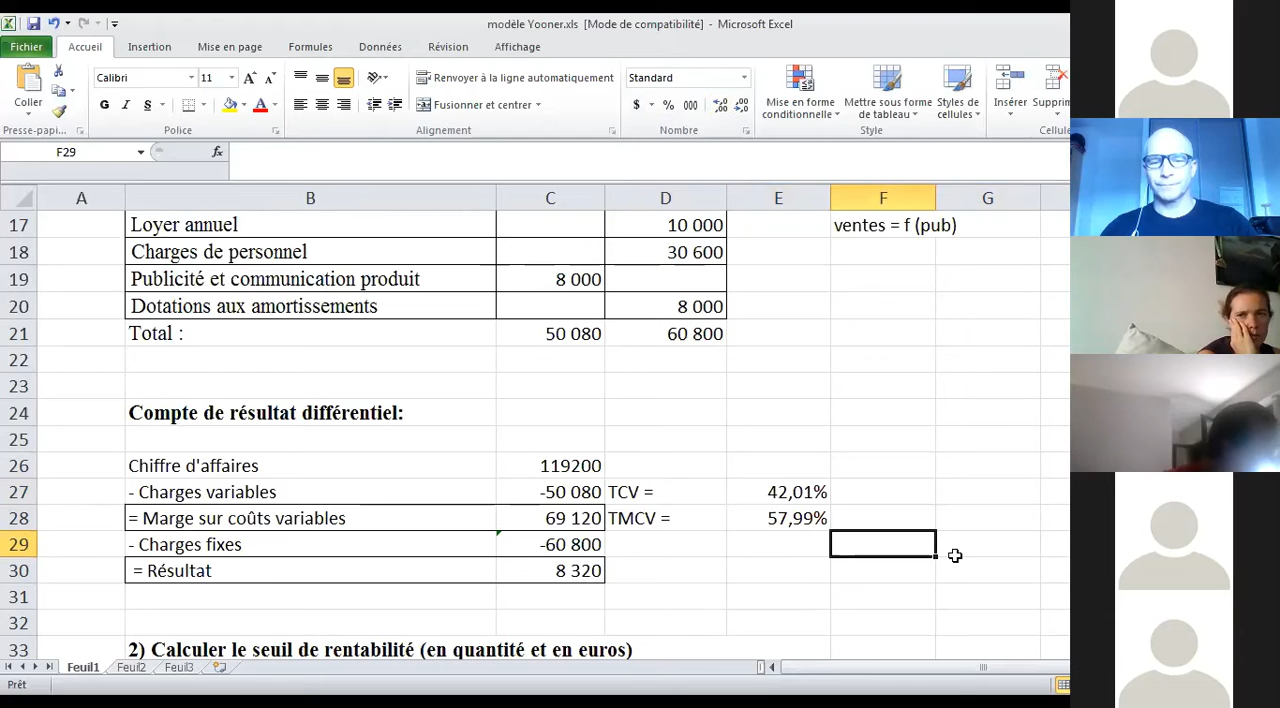 modèle Yooner.xls [Mode de compatibilité] - Microsoft Excel
Fichier Accueil Insertion Mise en page Formules Données Révision Affichage
Calibri 11 Renvoyer à la ligne automatiquement Standard
Coller G I S Fusionner et centrer $ % 000 Mise en forme conditionnelle Mettre sous forme de tableau Styles de cellules Insérer Supprim
Presse-papi... Police Alignement Nombre Style Cellule
F29 fx
A B C D E F G
17 Loyer annuel 10 000 ventes = f (pub)
18 Charges de personnel 30 600
19 Publicité et communication produit 8 000
20 Dotations aux amortissements 8 000
21 Total : 50 080 60 800
22
23
24 Compte de résultat différentiel:
25
26 Chiffre d'affaires 119200
27 - Charges variables -50 080 TCV = 42,01%
28 = Marge sur coûts variables 69 120 TMCV = 57,99%
29 - Charges fixes -60 800
30 = Résultat 8 320
31
32
33 2) Calculer le seuil de rentabilité (en quantité et en euros)
Feuil1 Feuil2 Feuil3
Prêt